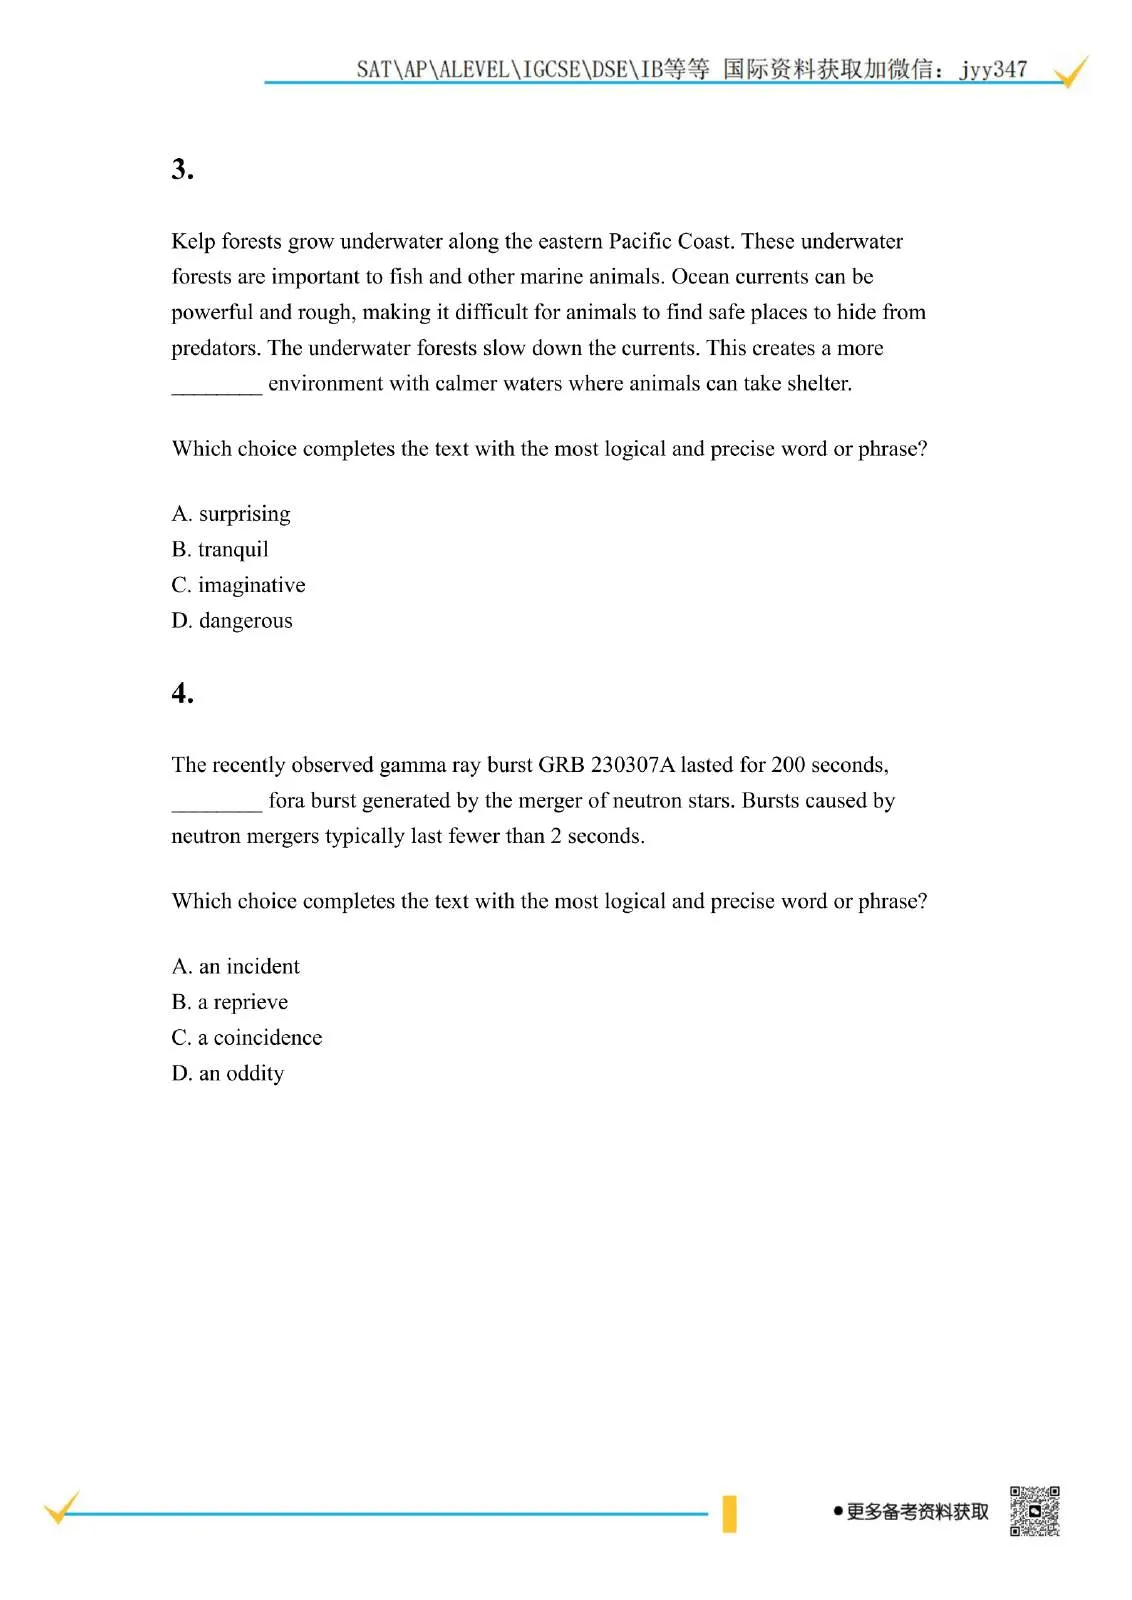 SAT\AP\ALEVEL\IGCSE\DSE\IB等等 国际资料获取加微信：jyy347
3.
Kelp forests grow underwater along the eastern Pacific Coast. These underwater
forests are important to fish and other marine animals. Ocean currents can be
powerful and rough, making it difficult for animals to find safe places to hide from
predators. The underwater forests slow down the currents. This creates a more
________ environment with calmer waters where animals can take shelter.
Which choice completes the text with the most logical and precise word or phrase?
A. surprising
B. tranquil
C. imaginative
D. dangerous
4.
The recently observed gamma ray burst GRB 230307A lasted for 200 seconds,
________ fora burst generated by the merger of neutron stars. Bursts caused by
neutron mergers typically last fewer than 2 seconds.
Which choice completes the text with the most logical and precise word or phrase?
A. an incident
B. a reprieve
C. a coincidence
D. an oddity
●更多备考资料获取